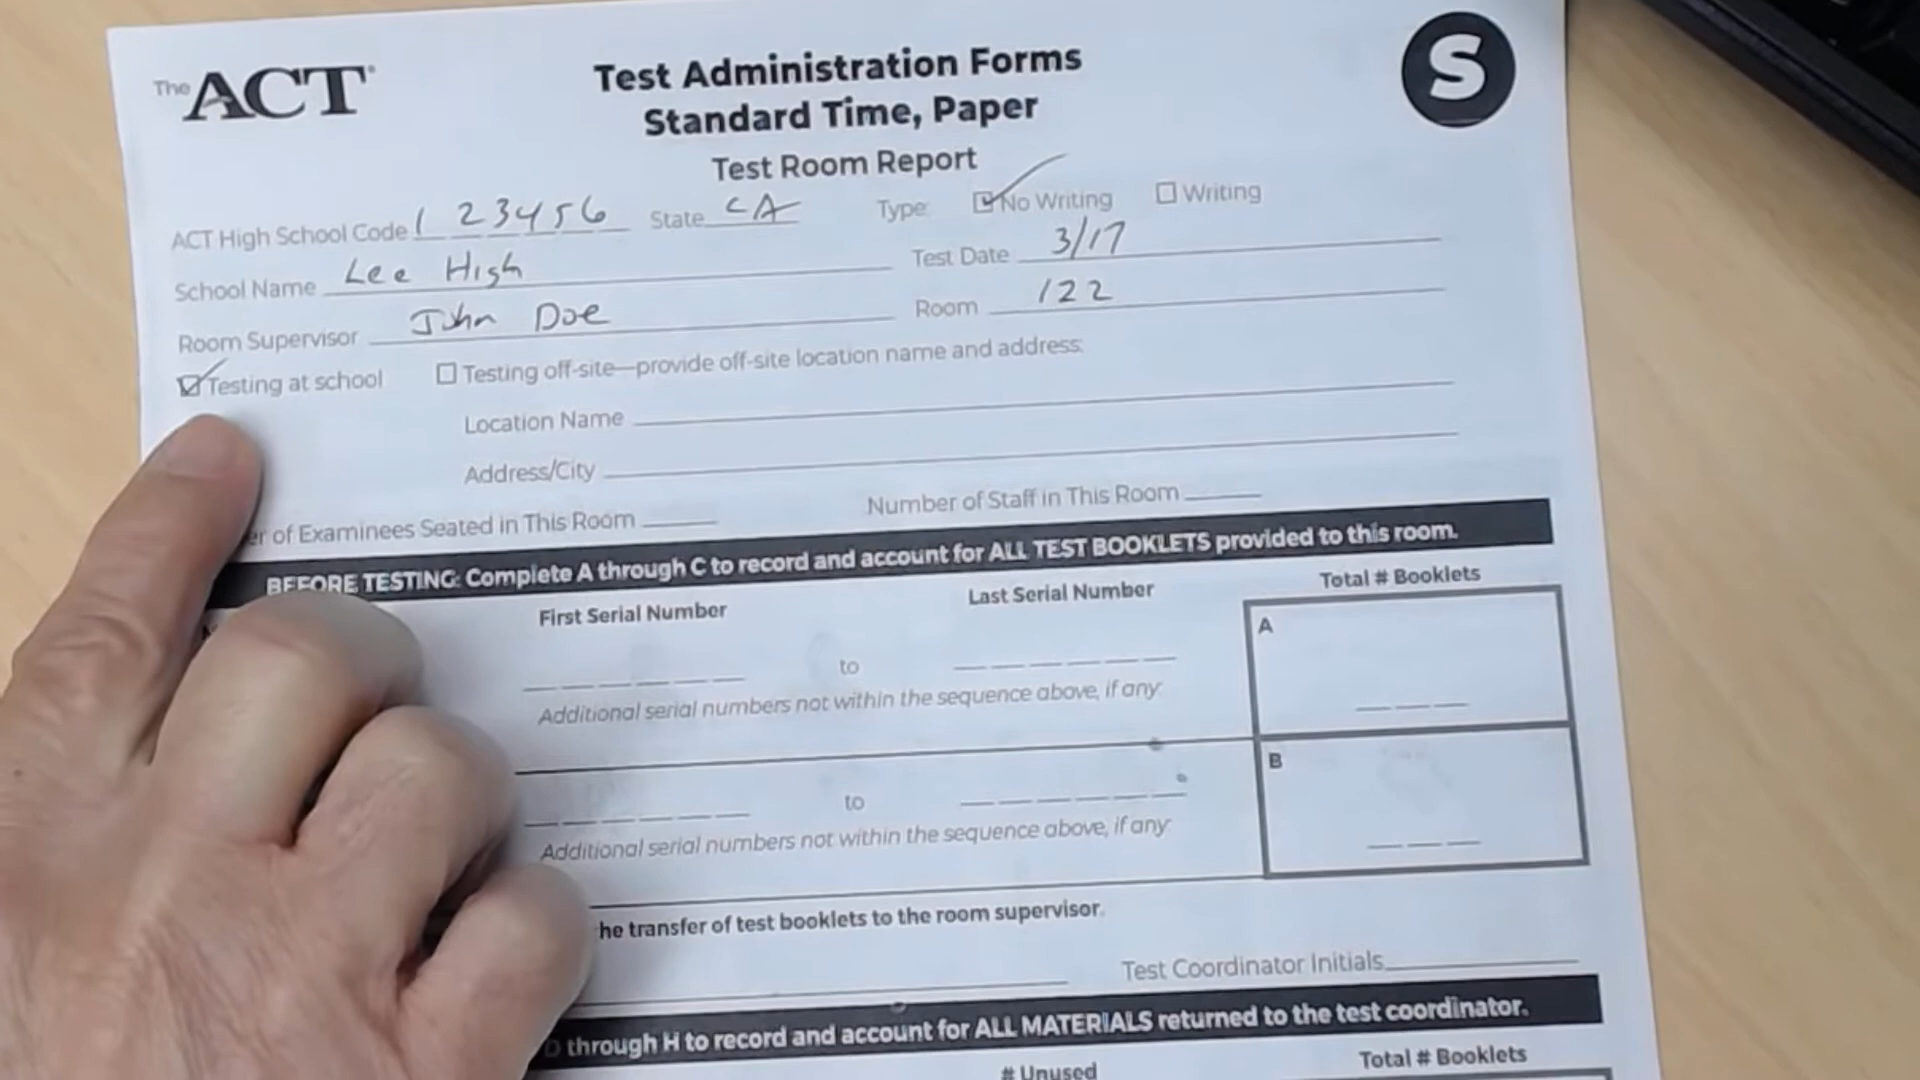 The ACT®
Test Administration Forms
Standard Time, Paper
S
Test Room Report
ACT High School Code 123456 State CA Type: No Writing Writing
School Name Lee High Test Date 3/17
Room Supervisor John Doe Room 122
Testing at school Testing off-site—provide off-site location name and address:
Location Name
Address/City
of Examinees Seated in This Room Number of Staff in This Room
BEFORE TESTING: Complete A through C to record and account for ALL TEST BOOKLETS provided to this room.
First Serial Number Last Serial Number Total # Booklets
A
to
Additional serial numbers not within the sequence above, if any:
B
to
Additional serial numbers not within the sequence above, if any:
the transfer of test booklets to the room supervisor.
Test Coordinator Initials
through H to record and account for ALL MATERIALS returned to the test coordinator.
# Unused Total # Booklets